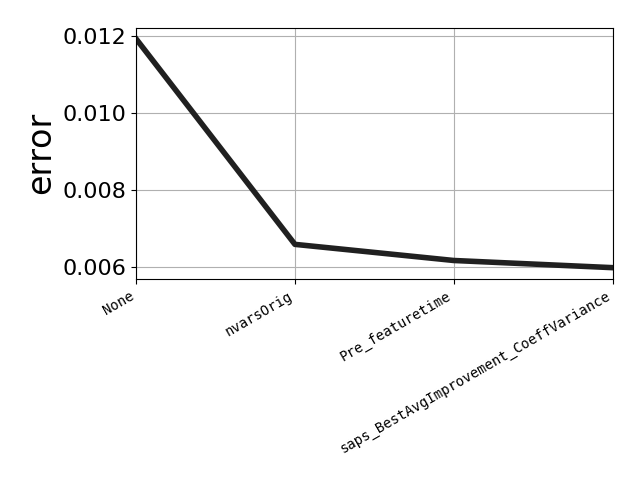 error
0.012
0.010
0.008
0.006
None
nvarsOrig
Pre_featuretime
saps_BestAvgImprovement_CoeffVariance